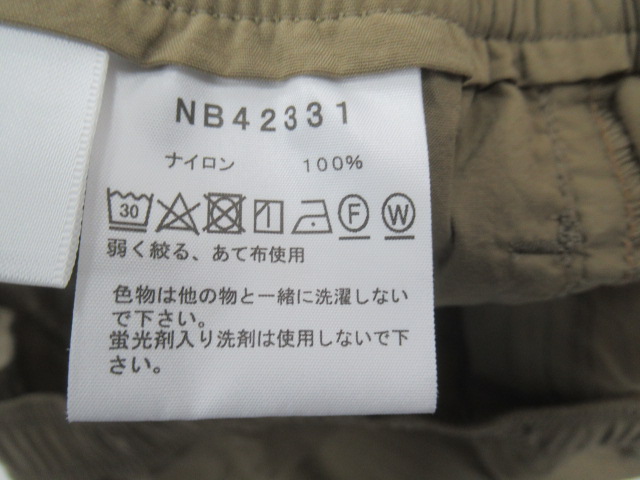 NB42331
ナイロン 100%
30 F W
弱く絞る、あて布使用
色物は他の物と一緒に洗濯しない
で下さい。
蛍光剤入り洗剤は使用しないで下
さい。